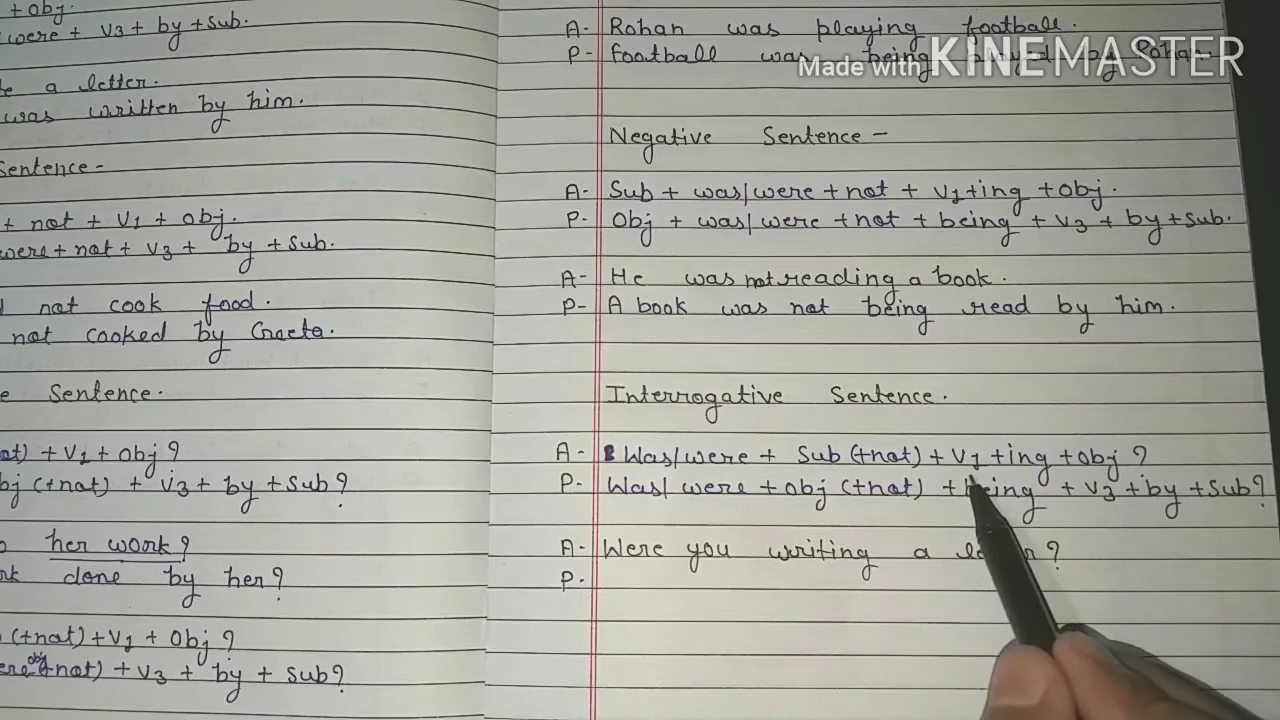 + obj.
were + V3 + by + Sub.
a letter.
was written by him.
Sentence -
+ not + V1 + obj.
were + not + V3 + by + Sub.
not cook food.
not cooked by Geeta.
Sentence.
+ V1 + obj ?
(+not) + V3 + by + Sub ?
her work ?
done by her ?
(+not) + V1 + Obj ?
obj
+not) + V3 + by + Sub ?
A- Rohan was playing football.
P- Football was being by Rohan.
Made with KINEMASTER
Negative Sentence -
A- Sub + was/were + not + V1+ing + obj.
P- Obj + was/were + not + being + V3 + by + sub.
A- He was not reading a book.
P- A book was not being read by him.
Interrogative Sentence.
A- Was/were + Sub (+not) + V1 + ing + obj ?
P- Was/were + obj (+not) + being + V3 + by + Sub ?
A- Were you writing a ?
P-